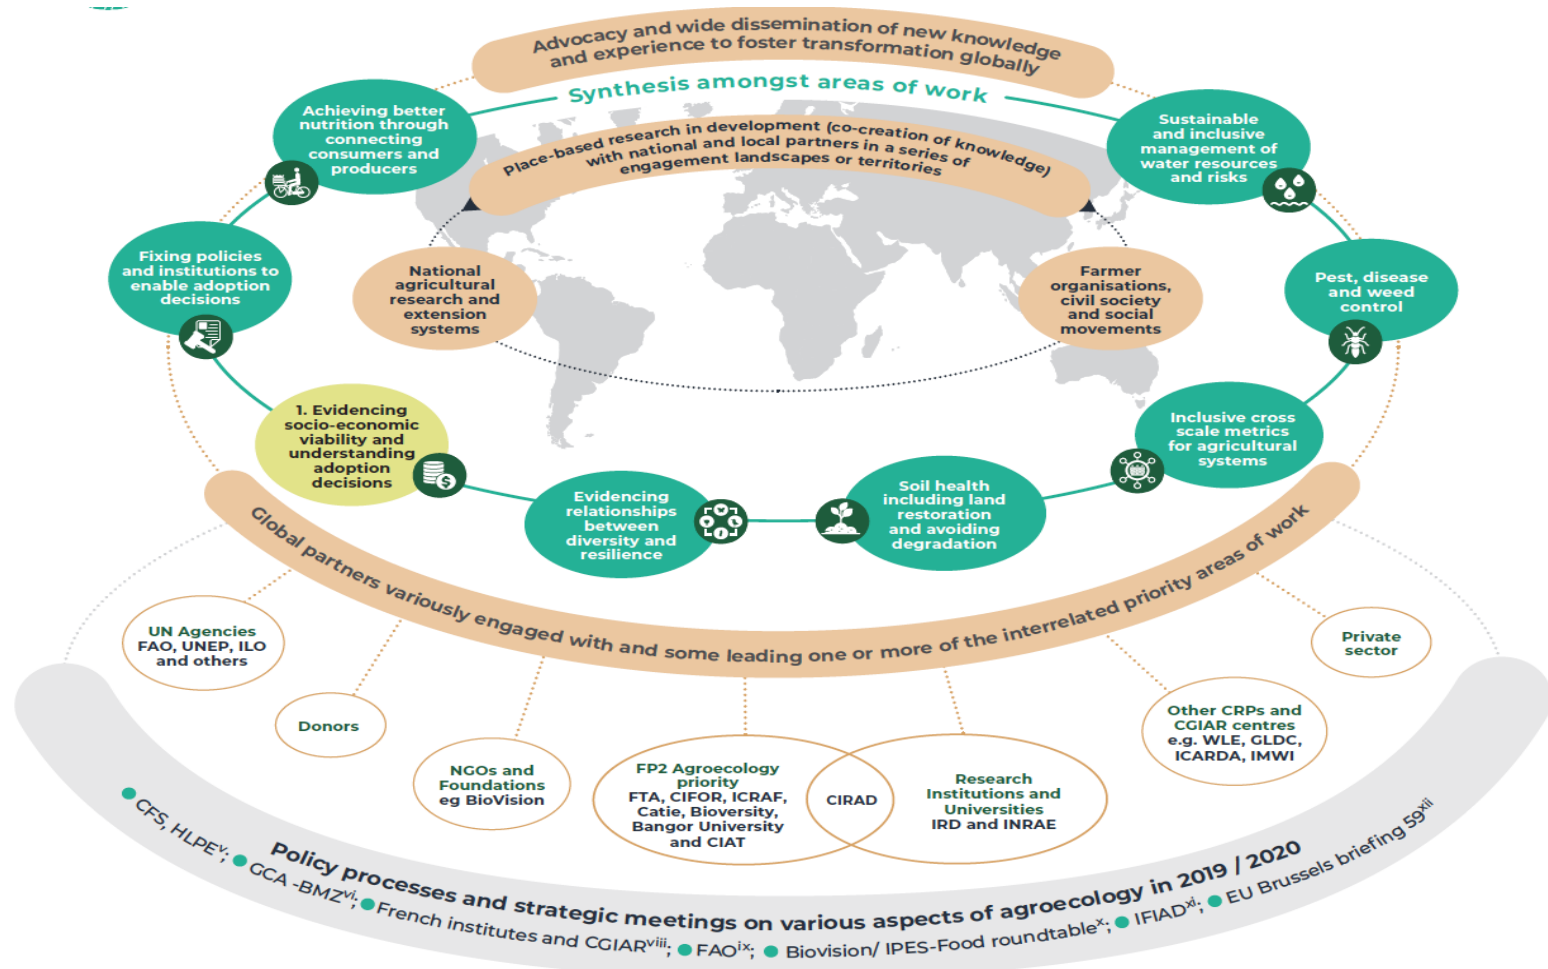 Advocacy and wide dissemination of new knowledge
and experience to foster transformation globally
Synthesis amongst areas of work
Place-based research in development (co-creation of knowledge)
with national and local partners in a series of
engagement landscapes or territories
Achieving better
nutrition through
connecting
consumers and
producers
Sustainable
and inclusive
management of
water resources
and risks
Fixing policies
and institutions to
enable adoption
decisions
National
agricultural
research and
extension
systems
Farmer
organisations,
civil society
and social
movements
Pest, disease
and weed
control
1. Evidencing
socio-economic
viability and
understanding
adoption
decisions
$
Evidencing
relationships
between
diversity and
resilience
Soil health
including land
restoration
and avoiding
degradation
Inclusive cross
scale metrics
for agricultural
systems
Global partners variously engaged with and some leading one or more of the interrelated priority areas of work
UN Agencies
FAO, UNEP, ILO
and others
Donors
NGOs and
Foundations
eg BioVision
FP2 Agroecology
priority
FTA, CIFOR, ICRAF,
Catie, Bioversity,
Bangor University
and CIAT
CIRAD
Research
Institutions and
Universities
IRD and INRAE
Other CRPs and
CGIAR centres
e.g. WLE, GLDC,
ICARDA, IMWI
Private
sector
Policy processes and strategic meetings on various aspects of agroecology in 2019 / 2020
● CFS, HLPEᵛ; ● GCA -BMZᵛⁱ; ● French institutes and CGIARᵛⁱⁱⁱ; ● FAOⁱˣ; ● Biovision/ IPES-Food roundtableˣ; ● IFIADˣⁱ; ● EU Brussels briefing 59ˣⁱⁱ